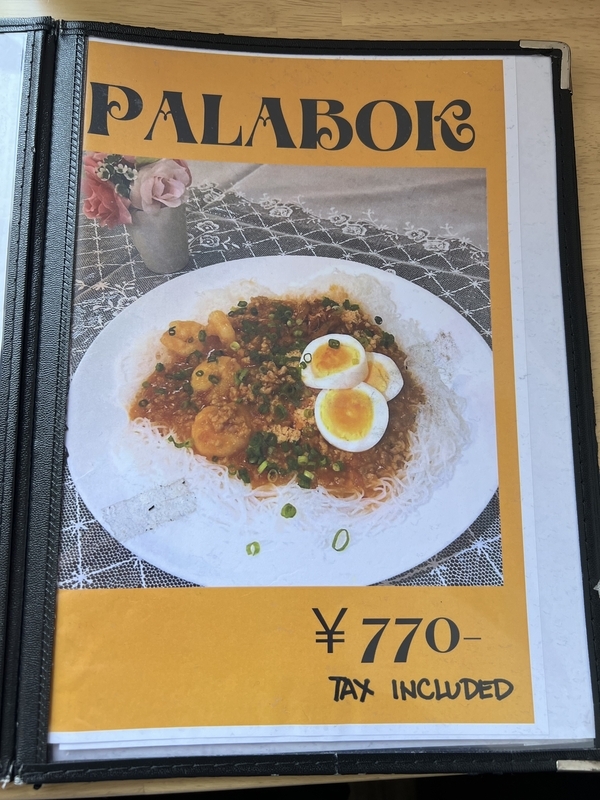 PALABOK
¥770-
TAX INCLUDED